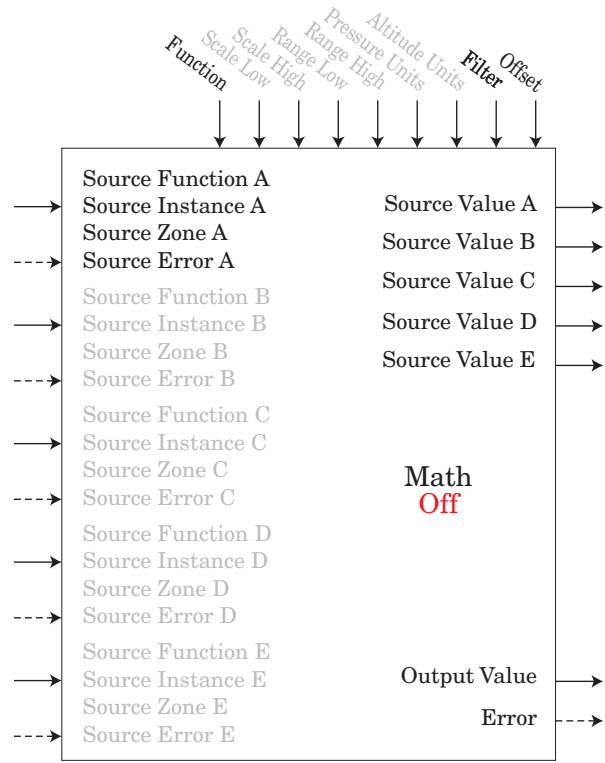 Function
Scale Low
Scale High
Range Low
Range High
Pressure Units
Altitude Units
Filter
Offset
Source Function A
Source Instance A
Source Zone A
Source Error A
Source Function B
Source Instance B
Source Zone B
Source Error B
Source Function C
Source Instance C
Source Zone C
Source Error C
Source Function D
Source Instance D
Source Zone D
Source Error D
Source Function E
Source Instance E
Source Zone E
Source Error E
Source Value A
Source Value B
Source Value C
Source Value D
Source Value E
Math
Off
Output Value
Error